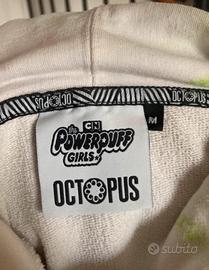 OCTOPUS
M
CN
the
POWERPUFF
GIRLS
OCTOPUS
subito